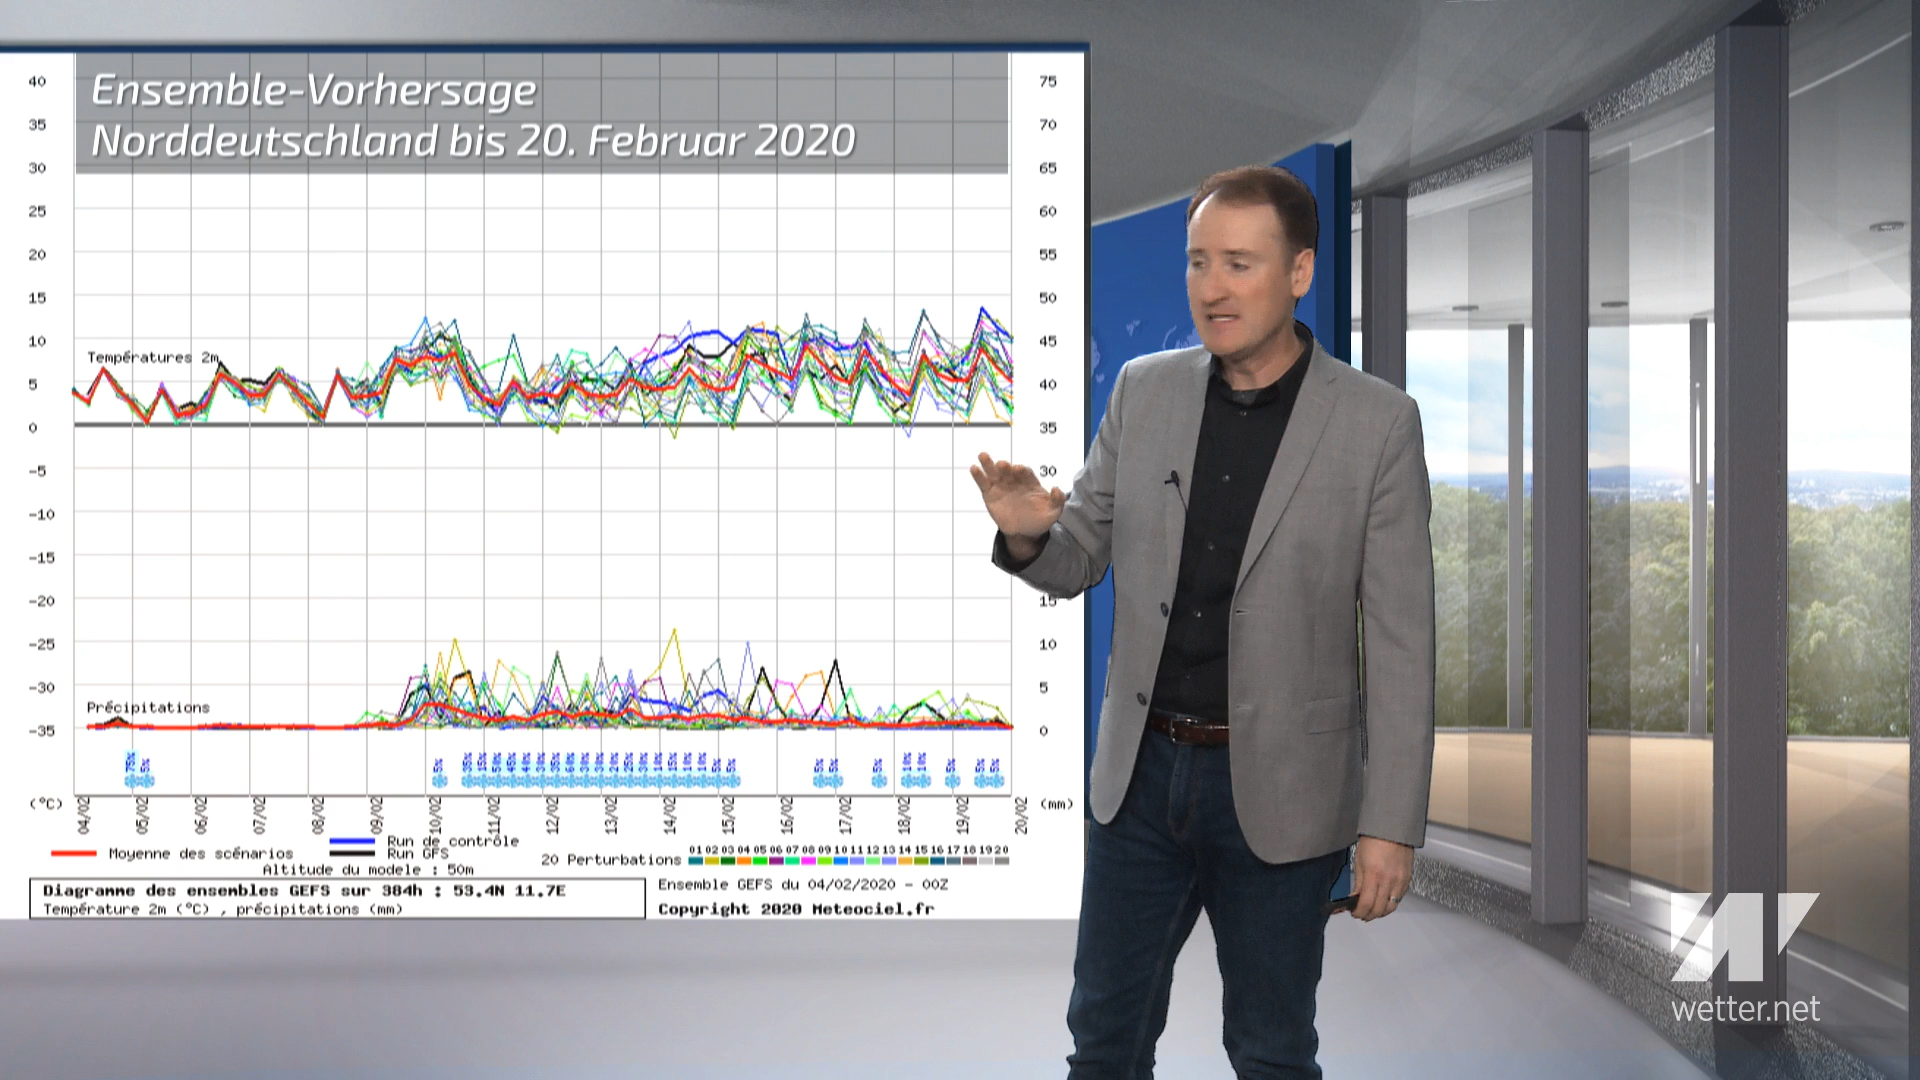 Ensemble-Vorhersage
Norddeutschland bis 20. Februar 2020
40
35
30
25
20
15
10
5
0
-5
-10
-15
-20
-25
-30
-35
(°C)
75
70
65
60
55
50
45
40
35
30
15
10
5
0
(mm)
Températures 2m
Précipitations
04/02
05/02
06/02
07/02
08/02
09/02
10/02
11/02
12/02
13/02
14/02
15/02
16/02
17/02
18/02
19/02
20/02
Moyenne des scénarios
Run de contrôle
Run GFS
20 Perturbations
01 02 03 04 05 06 07 08 09 10 11 12 13 14 15 16 17 18 19 20
Altitude du modele : 50m
Diagramme des ensembles GEFS sur 384h : 53.4N 11.7E
Température 2m (°C) , précipitations (mm)
Ensemble GEFS du 04/02/2020 - 00Z
Copyright 2020 Meteociel.fr
wetter.net